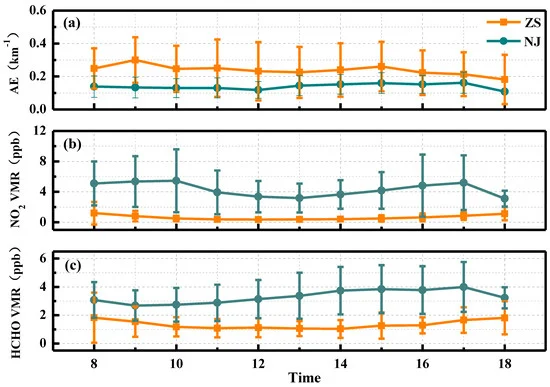 0.6
(a)
ZS
NJ
0.4
0.2
0.0
AE (km⁻¹)
12
(b)
8
4
0
NO₂ VMR (ppb)
6
(c)
4
2
0
HCHO VMR (ppb)
8 10 12 14 16 18
Time